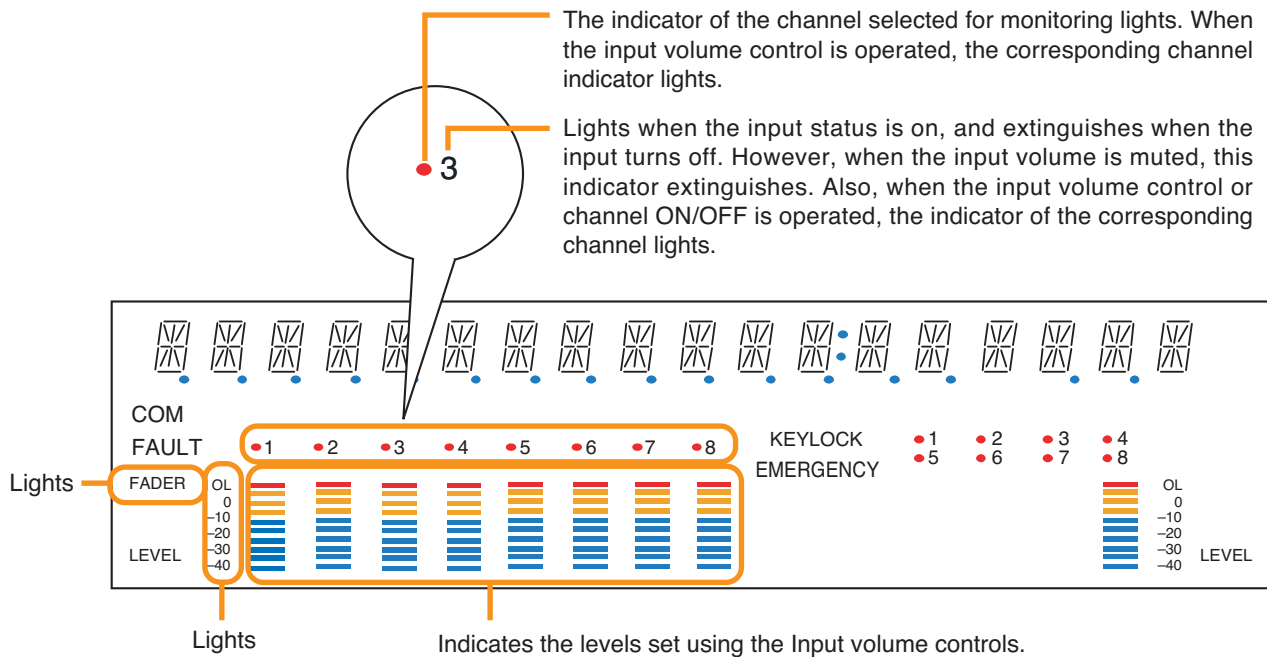 The indicator of the channel selected for monitoring lights. When
the input volume control is operated, the corresponding channel
indicator lights.
Lights when the input status is on, and extinguishes when the
input turns off. However, when the input volume is muted, this
indicator extinguishes. Also, when the input volume control or
channel ON/OFF is operated, the indicator of the corresponding
channel lights.
3
COM
FAULT
1 2 3 4 5 6 7 8
KEYLOCK
EMERGENCY
1 2 3 4
5 6 7 8
Lights
FADER
OL
0
–10
–20
–30
–40
LEVEL
OL
0
–10
–20
–30
–40
LEVEL
Lights
Indicates the levels set using the Input volume controls.